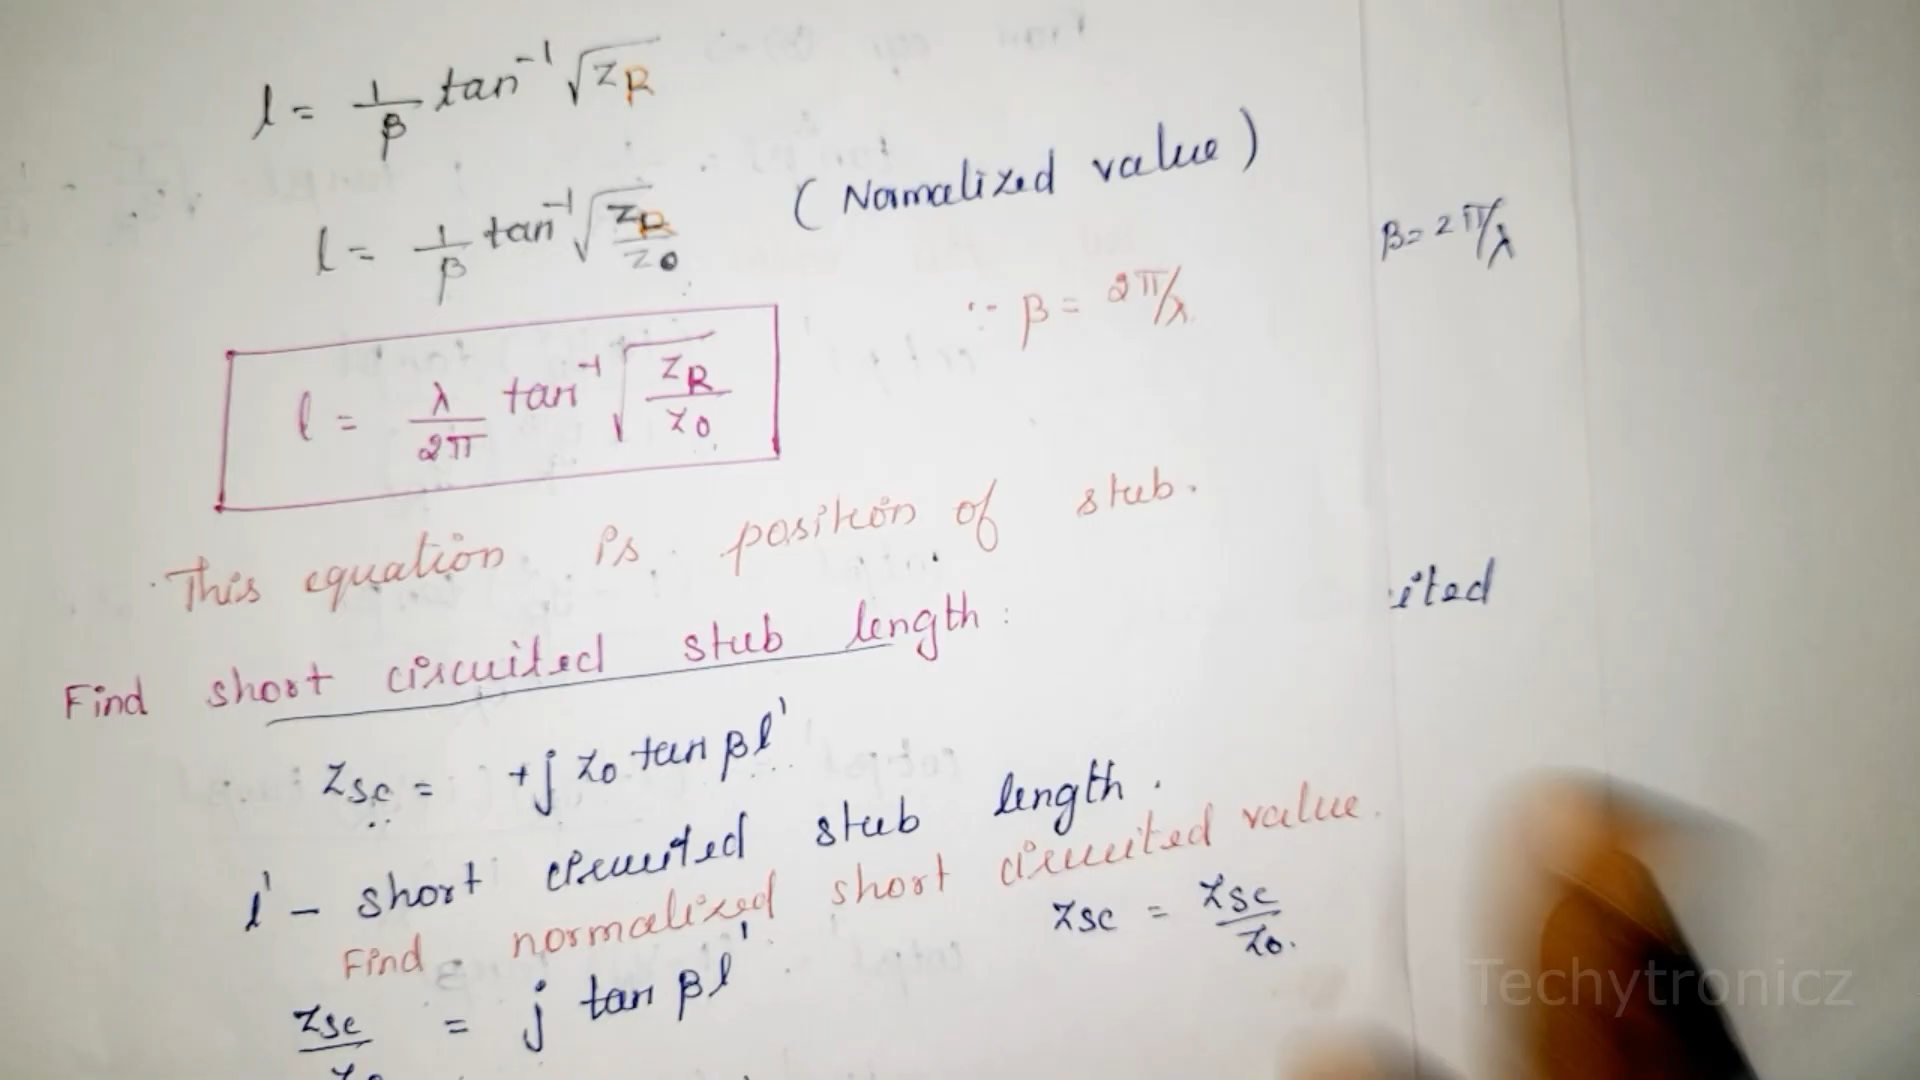 l = 1/β tan⁻¹ √ZR
l = 1/β tan⁻¹ √(ZR/Z0) (Normalized value)
β = 2π/λ
∵ β = 2π/λ
l = λ/2π tan⁻¹ √(ZR/Z0)
This equation is position of stub.
ited
Find short circuited stub length:
Zsc = +j Z0 tan βl'
l' - short circuited stub length.
Find normalized short circuited value.
Zsc = Zsc/Z0.
Zsc/Z0 = j tan βl'
Techytronicz